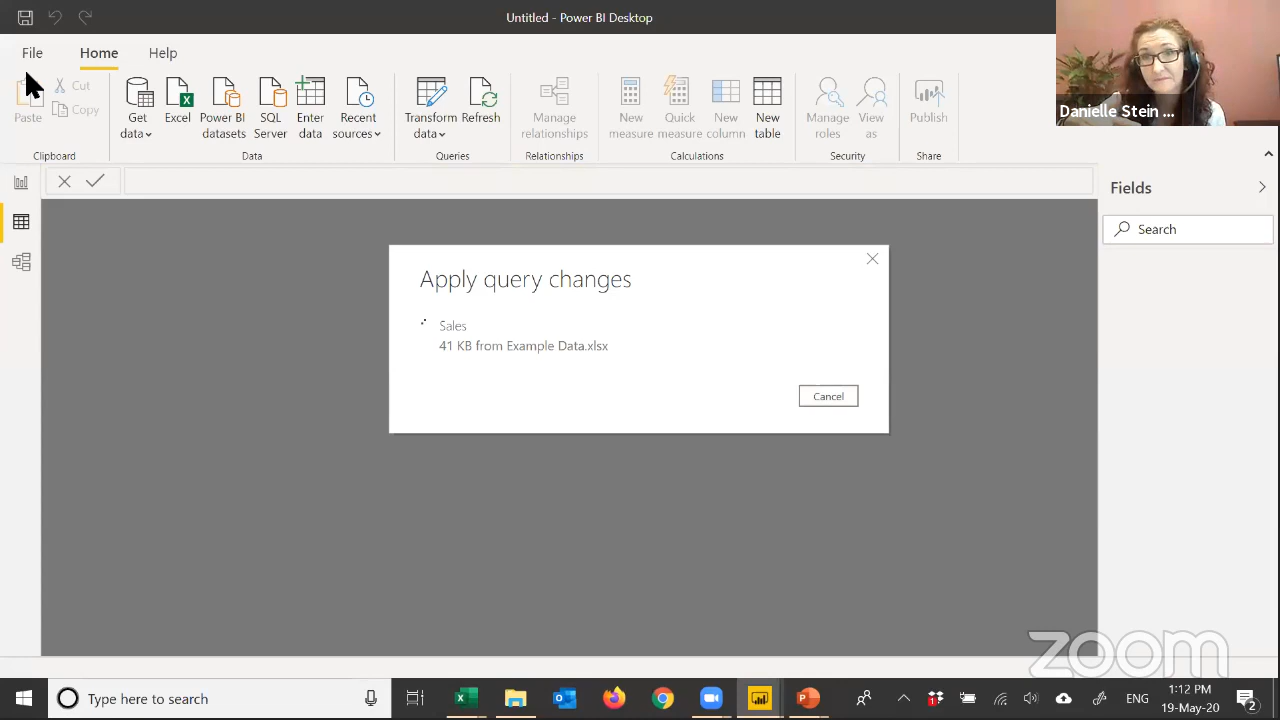 Untitled - Power BI Desktop
Danielle Stein ...
File Home Help
Paste
Cut
Copy
Clipboard
Get data
Excel
Power BI datasets
SQL Server
Enter data
Recent sources
Data
Transform data
Refresh
Queries
Manage relationships
Relationships
New measure
Quick measure
New column
New table
Calculations
Manage roles
View as
Security
Publish
Share
Fields
Search
Apply query changes
Sales
41 KB from Example Data.xlsx
Cancel
zoom
Type here to search
1
ENG
1:12 PM
19-May-20
2